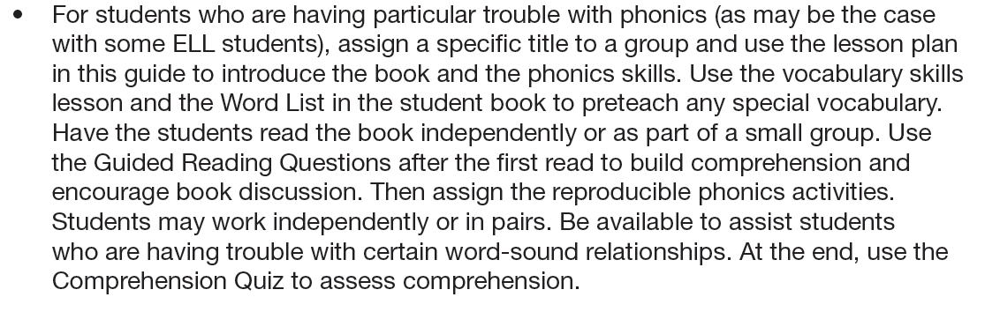 • For students who are having particular trouble with phonics (as may be the case
with some ELL students), assign a specific title to a group and use the lesson plan
in this guide to introduce the book and the phonics skills. Use the vocabulary skills
lesson and the Word List in the student book to preteach any special vocabulary.
Have the students read the book independently or as part of a small group. Use
the Guided Reading Questions after the first read to build comprehension and
encourage book discussion. Then assign the reproducible phonics activities.
Students may work independently or in pairs. Be available to assist students
who are having trouble with certain word-sound relationships. At the end, use the
Comprehension Quiz to assess comprehension.